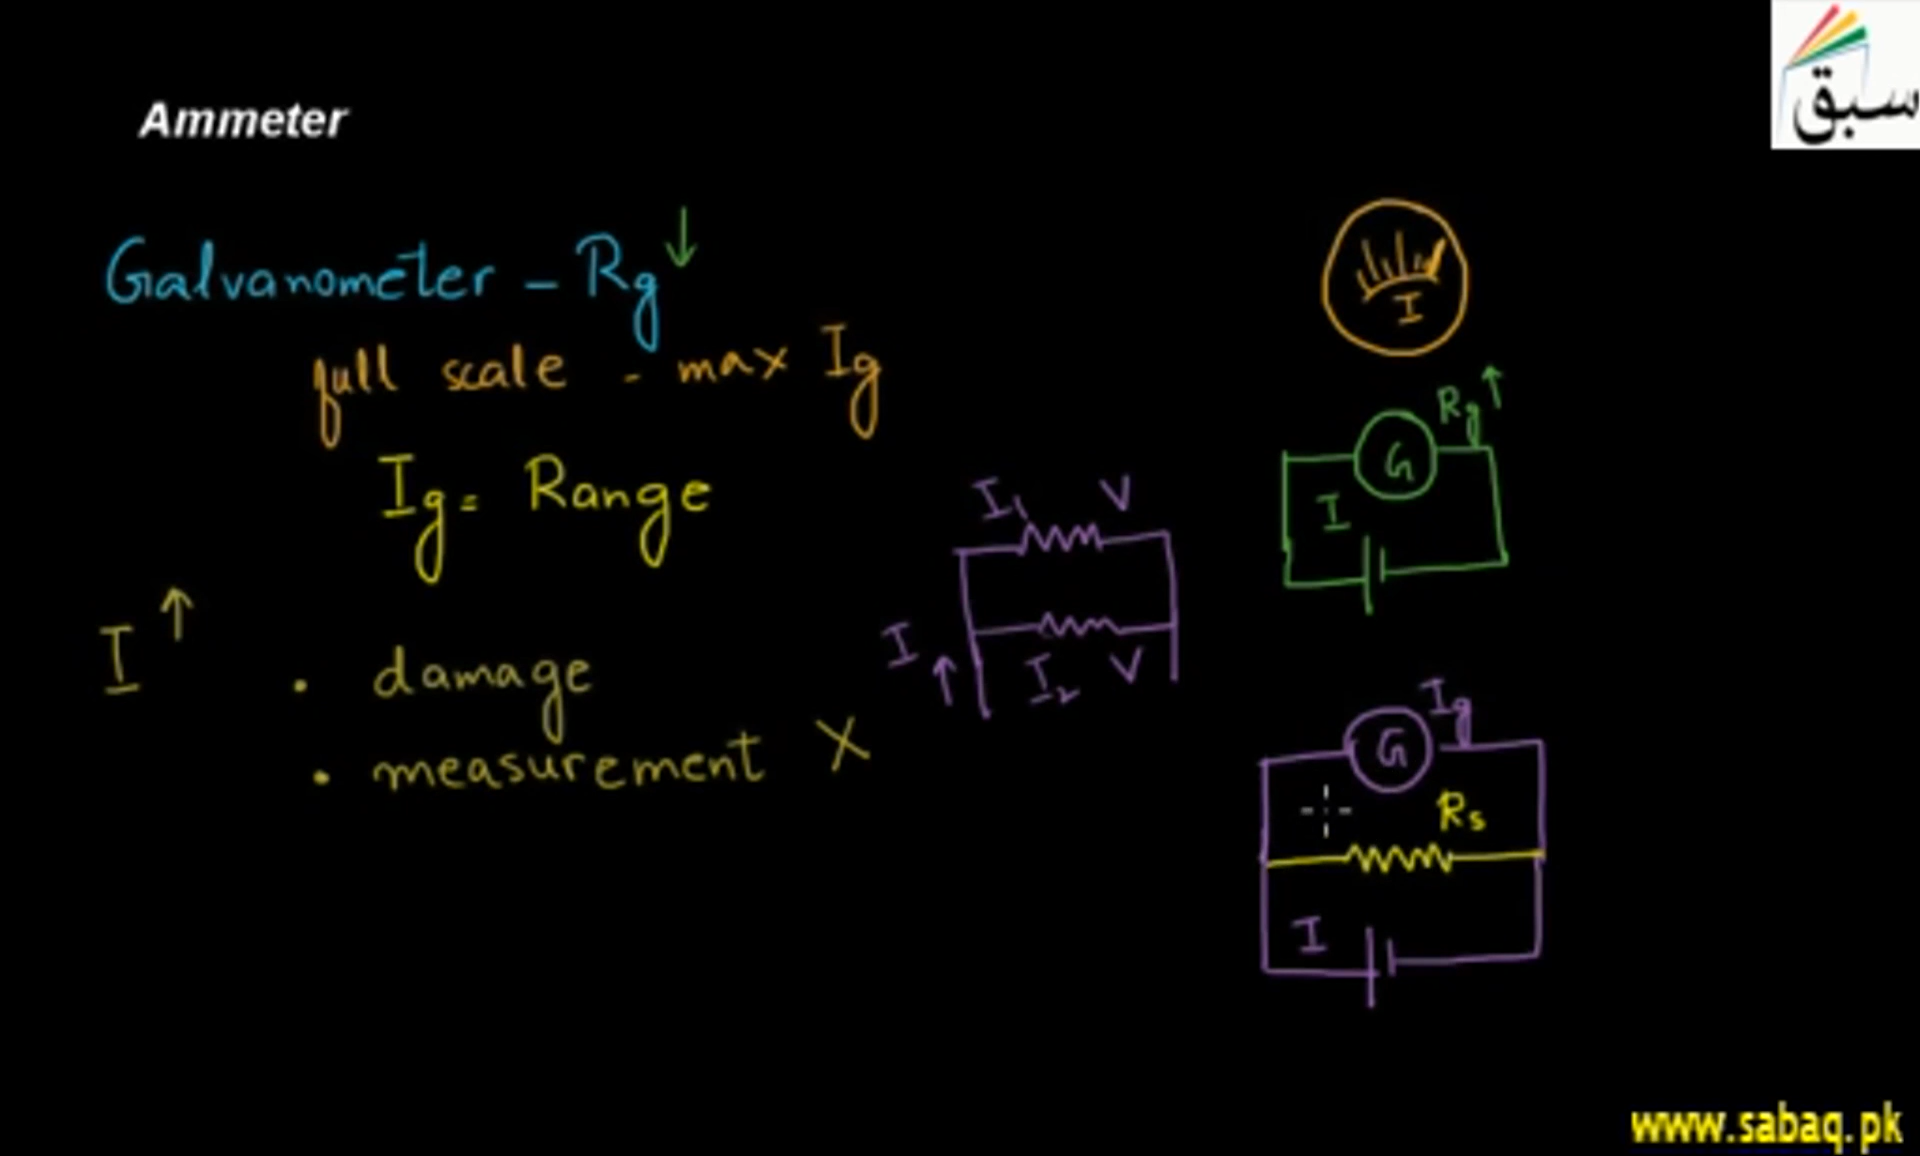 سبق
Ammeter
Galvanometer - Rg ↓
full scale - max Ig
Ig = Range
I ↑
. damage
. measurement X
I
Rg ↑
G
I
I₁ V
I ↑
I₂ V
G Ig
Rs
I
www.sabaq.pk